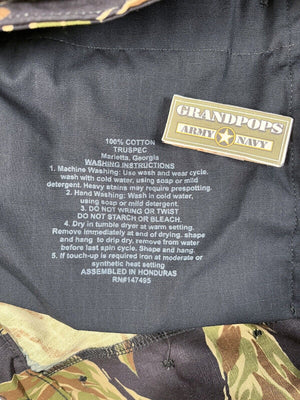 GRANDPOPS
ARMY NAVY
100% COTTON
TRUSPEC
Marietta, Georgia
WASHING INSTRUCTIONS
1. Machine Washing: Use wash and wear cycle.
wash with cold water, using soap or mild
detergent. Heavy stains may require prespotting.
2. Hand Washing: Wash in cold water,
using soap or mild detergent.
3. DO NOT WRING OR TWIST
DO NOT STARCH OR BLEACH.
4. Dry in tumble dryer at warm setting.
Remove immediately at end of drying. shape
and hang to drip dry, remove from water
before last spin cycle. Shape and hang to dry.
5. If touch-up is required iron at moderate or
synthetic heat setting
ASSEMBLED IN HONDURAS
RN#147495